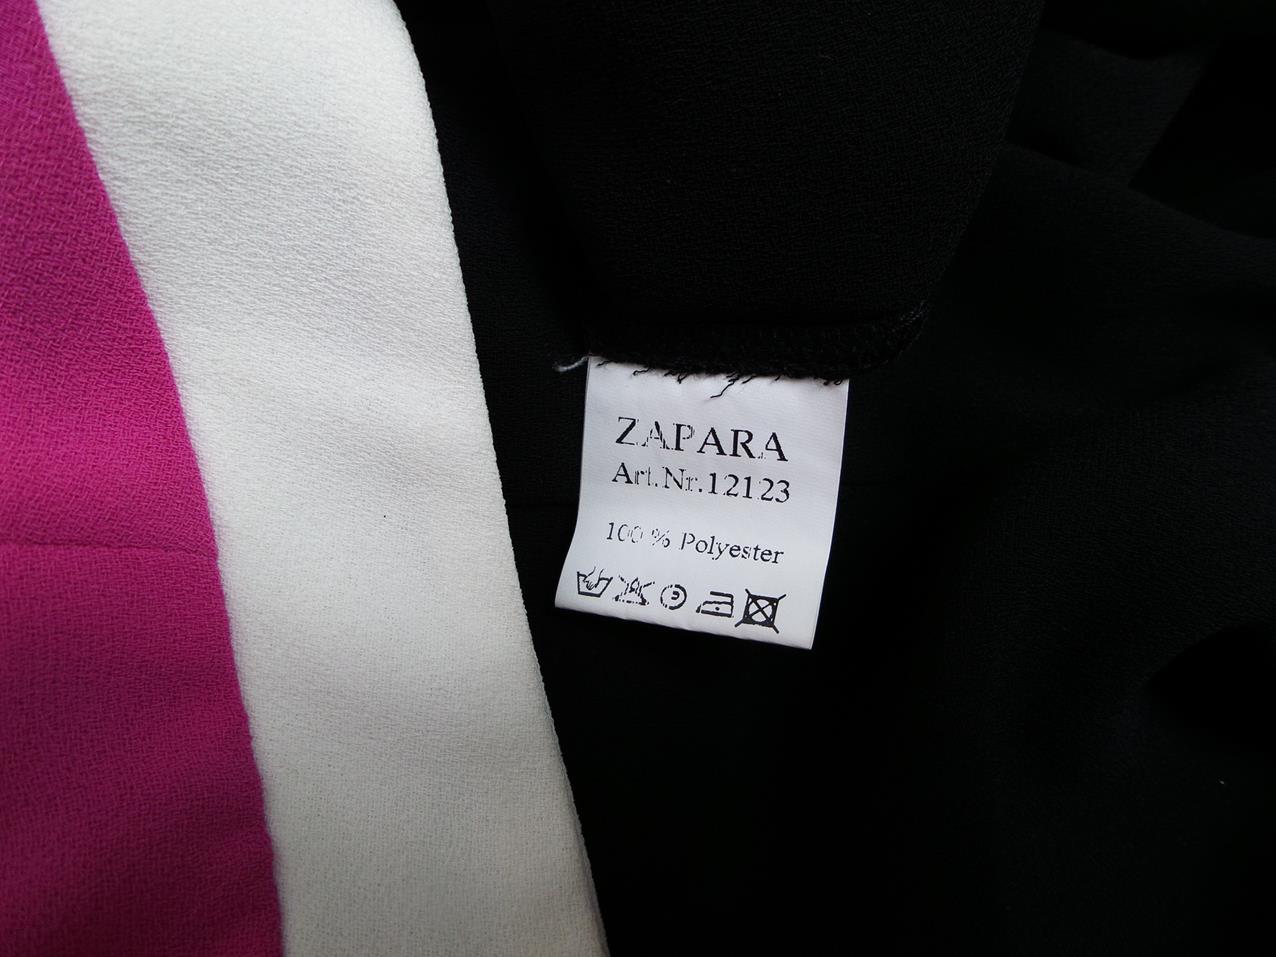 ZAPARA
Art.Nr.12123
100 % Polyester